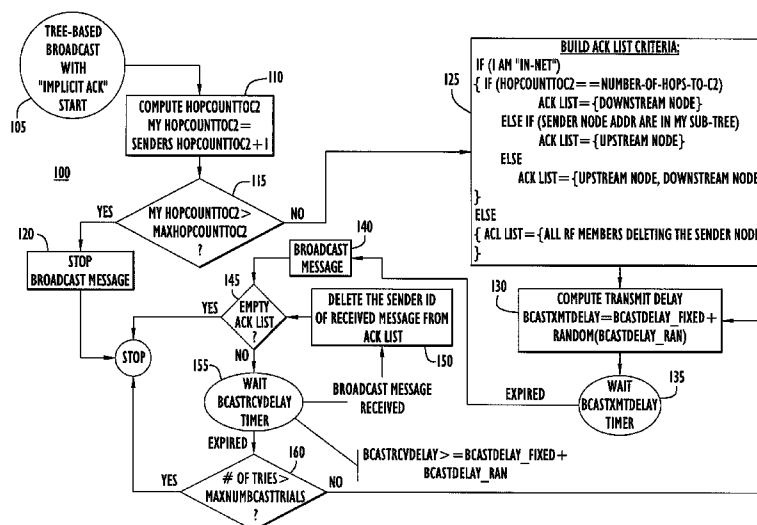 TREE-BASED
BROADCAST
WITH
"IMPLICIT ACK"
START
105
110
COMPUTE HOPCOUNTTOC2
MY HOPCOUNTTOC2=
SENDERS HOPCOUNTTOC2+1
100
115
MY HOPCOUNTTOC2>
MAXHOPCOUNTTOC2
?
YES
NO
120
STOP
BROADCAST MESSAGE
125
BUILD ACK LIST CRITERIA:
IF (I AM "IN-NET")
{ IF (HOPCOUNTTOC2==NUMBER-OF-HOPS-TO-C2)
ACK LIST={DOWNSTREAM NODE}
ELSE IF (SENDER NODE ADDR ARE IN MY SUB-TREE)
ACK LIST={UPSTREAM NODE}
ELSE
ACK LIST={UPSTREAM NODE, DOWNSTREAM NODE
}
ELSE
{ ACL LIST={ALL RF MEMBERS DELETING THE SENDER NODE
}
130
COMPUTE TRANSMIT DELAY
BCASTXMTDELAY=BCASTDELAY_FIXED+
RANDOM(BCASTDELAY_RAN)
135
WAIT
BCASTXMTDELAY
TIMER
EXPIRED
140
BROADCAST
MESSAGE
145
EMPTY
ACK LIST
?
YES
NO
STOP
DELETE THE SENDER ID
OF RECEIVED MESSAGE FROM
ACK LIST
150
BROADCAST MESSAGE
RECEIVED
155
WAIT
BCASTRCVDELAY
TIMER
EXPIRED
BCASTRCVDELAY>=BCASTDELAY_FIXED+
BCASTDELAY_RAN
160
# OF TRIES>
MAXNUMBCASTTRIALS
?
YES
NO